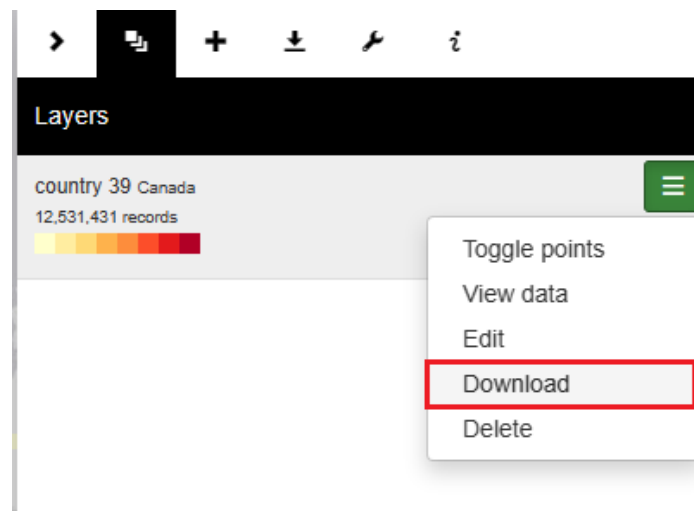 Layers
country 39 Canada
12,531,431 records
Toggle points
View data
Edit
Download
Delete